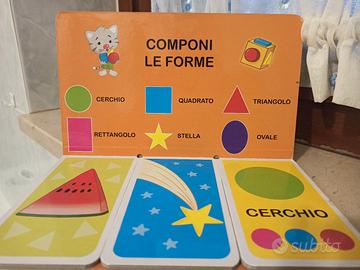 COMPONI
LE FORME
CERCHIO
QUADRATO
TRIANGOLO
RETTANGOLO
STELLA
OVALE
CERCHIO
subito